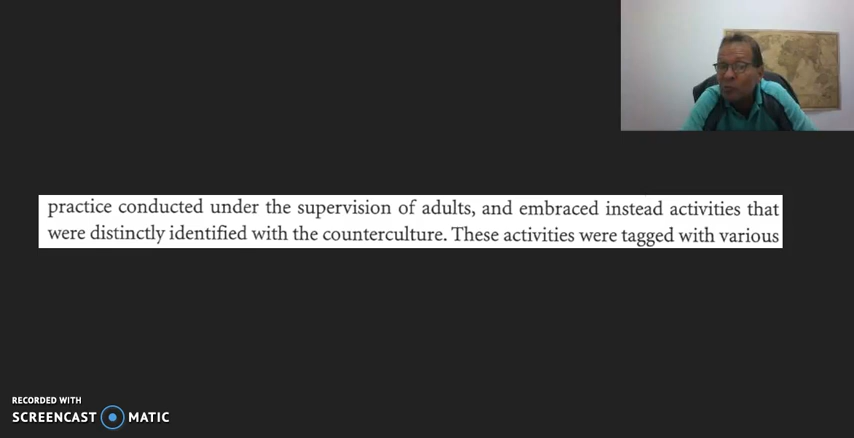 practice conducted under the supervision of adults, and embraced instead activities that
were distinctly identified with the counterculture. These activities were tagged with various
RECORDED WITH
SCREENCAST MATIC